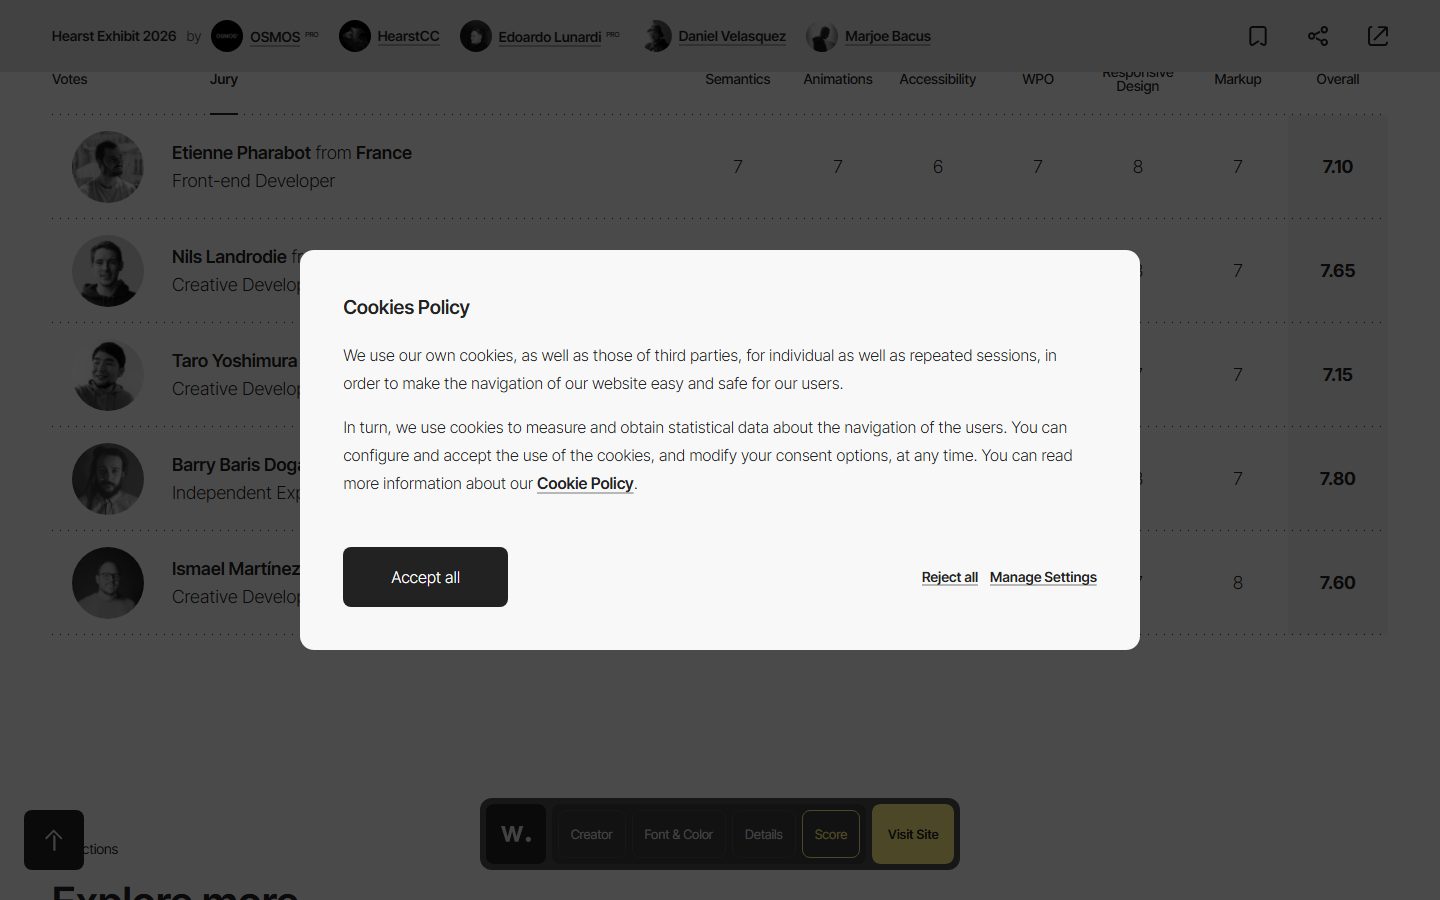 Hearst Exhibit 2026 by OSMOS PRO HearstCC Edoardo Lunardi PRO Daniel Velasquez Marjoe Bacus
Votes Jury Semantics Animations Accessibility WPO Responsive Design Markup Overall
Etienne Pharabot from France
Front-end Developer
7 7 6 7 8 7 7.10
Nils Landrodie
Creative
7 7.65
Taro Yoshimura
Creative
7 7.15
Barry Baris
Independent
7 7.80
Ismael Martínez
Creative
8 7.60
Cookies Policy
We use our own cookies, as well as those of third parties, for individual as well as repeated sessions, in
order to make the navigation of our website easy and safe for our users.
In turn, we use cookies to measure and obtain statistical data about the navigation of the users. You can
configure and accept the use of the cookies, and modify your consent options, at any time. You can read
more information about our Cookie Policy.
Accept all Reject all Manage Settings
W. Creator Font & Color Details Score Visit Site
Explore more